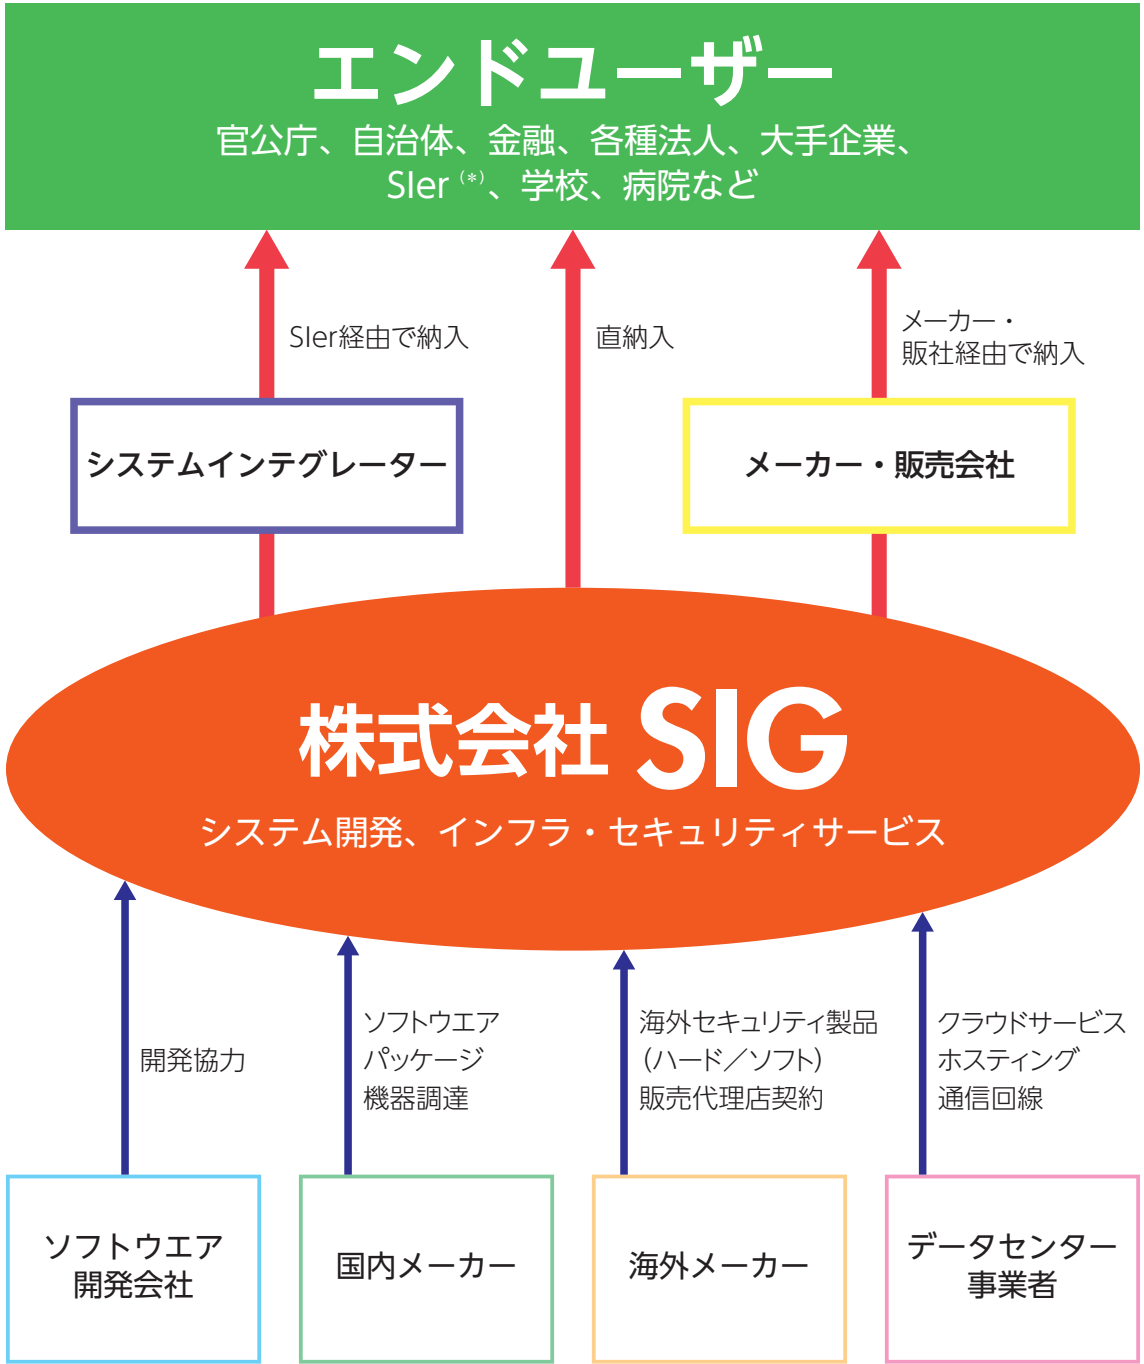 エンドユーザー
官公庁、自治体、金融、各種法人、大手企業、
SIer（*）、学校、病院など
SIer経由で納入
直納入
メーカー・
販社経由で納入
システムインテグレーター
メーカー・販売会社
株式会社 SIG
システム開発、インフラ・セキュリティサービス
開発協力
ソフトウエア
パッケージ
機器調達
海外セキュリティ製品
（ハード／ソフト）
販売代理店契約
クラウドサービス
ホスティング
通信回線
ソフトウエア
開発会社
国内メーカー
海外メーカー
データセンター
事業者